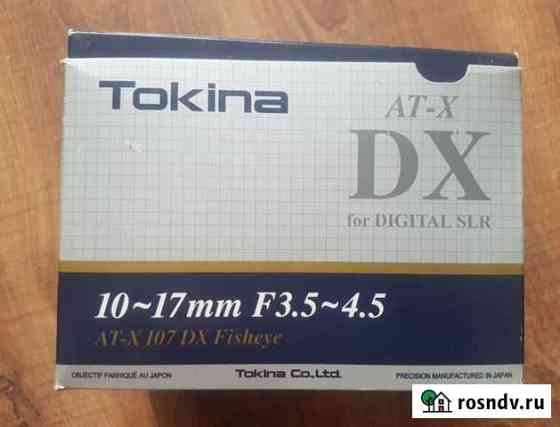 Tokina
AT-X
DX
for DIGITAL SLR
10~17mm F3.5~4.5
AT-X 107 DX Fisheye
OBJECTIF FABRIQUÉ AU JAPON
Tokina Co.,Ltd.
PRECISION MANUFACTURED IN JAPAN
rosndv.ru